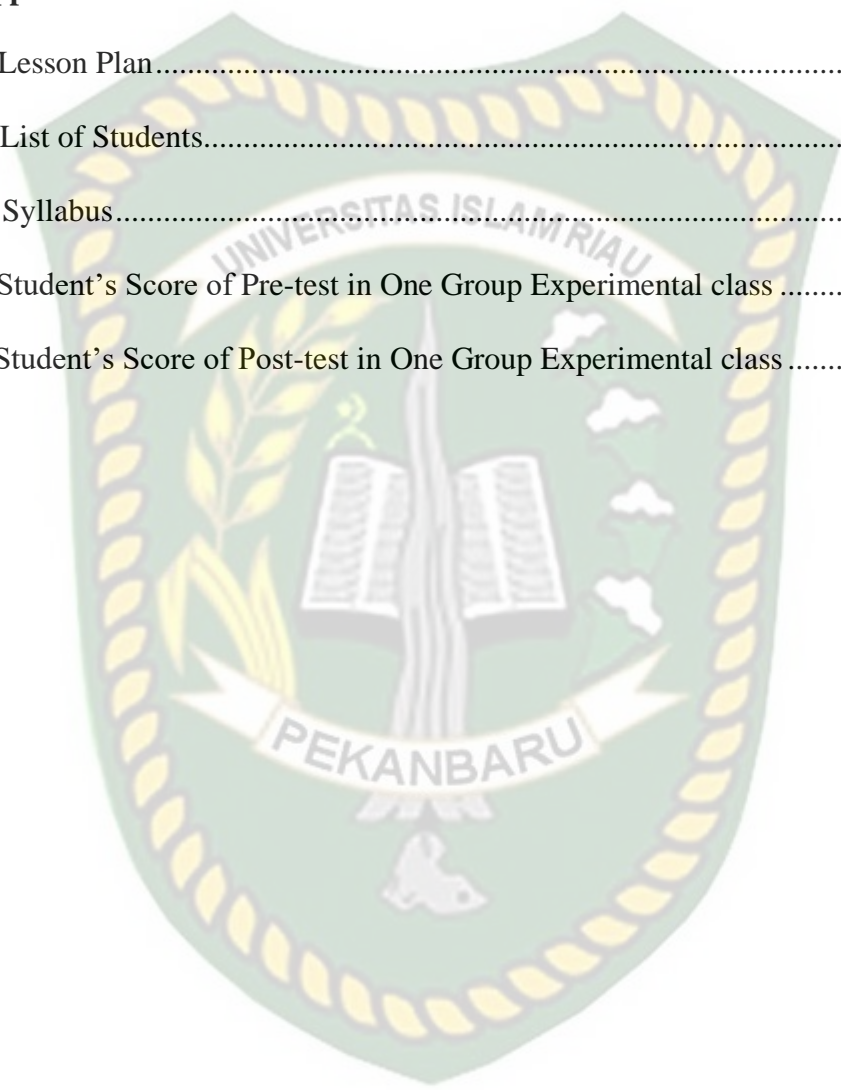 Lesson Plan....................................................................................
List of Students..............................................................................
Syllabus..........................................................................................
UNIVERSITAS ISLAM RIAU
Student’s Score of Pre-test in One Group Experimental class ........
Student’s Score of Post-test in One Group Experimental class .......
PEKANBARU